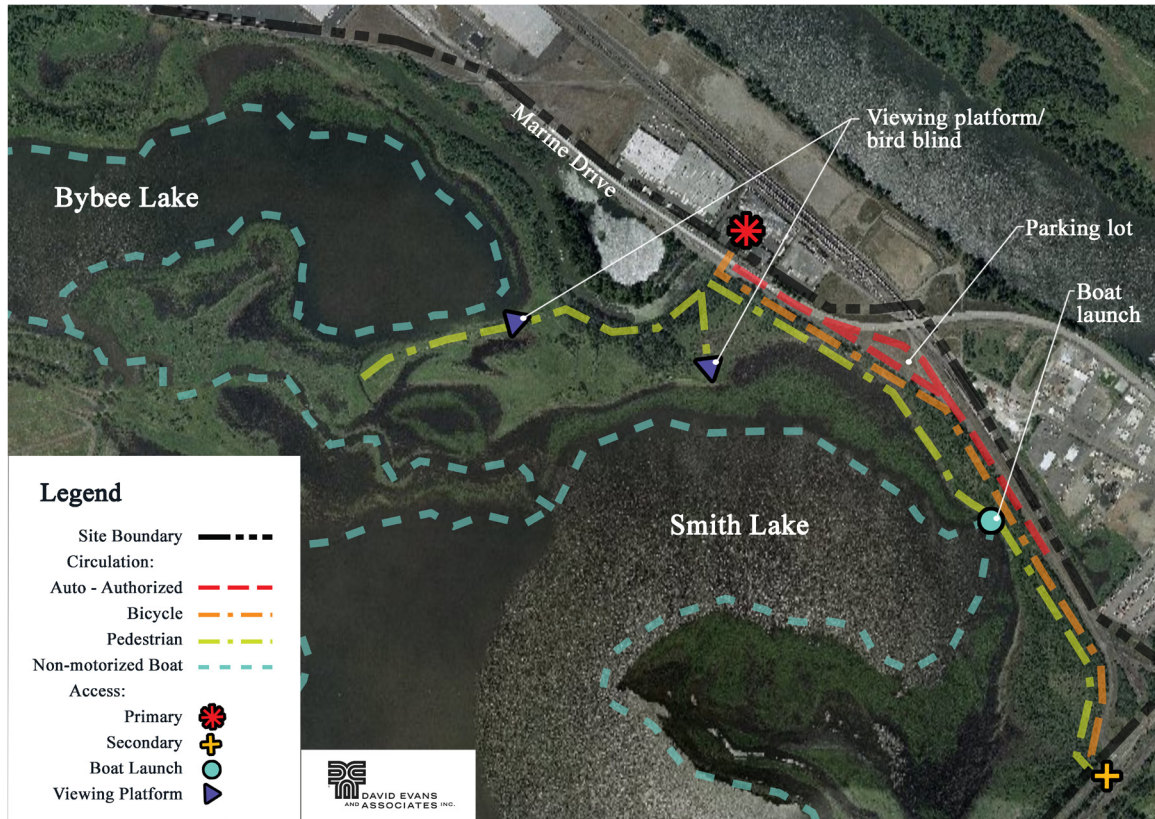 Marine Drive
Viewing platform/
bird blind
Bybee Lake
Parking lot
Boat
launch
Smith Lake
Legend
Site Boundary
Circulation:
Auto - Authorized
Bicycle
Pedestrian
Non-motorized Boat
Access:
Primary
Secondary
Boat Launch
Viewing Platform
DAVID EVANS
AND ASSOCIATES INC.